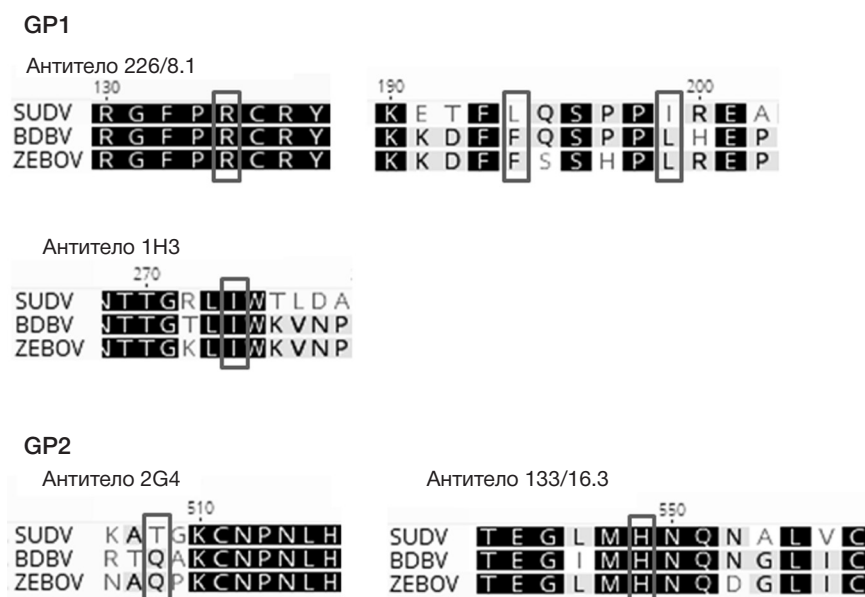 GP1
Антитело 226/8.1
130
SUDV R G F P R C R Y
BDBV R G F P R C R Y
ZEBOV R G F P R C R Y
190 200
K E T F L Q S P P I R E A
K K D F F Q S P P L H E P
K K D F F S S H P L R E P
Антитело 1H3
270
SUDV N T T G R L I W T L D A
BDBV N T T G T L I W K V N P
ZEBOV N T T G K L I W K V N P
GP2
Антитело 2G4
510
SUDV K A T G K C N P N L H
BDBV R T Q A K C N P N L H
ZEBOV N A Q P K C N P N L H
Антитело 133/16.3
550
SUDV T E G L M H N Q N A L V C
BDBV T E G I M H N Q N G L I C
ZEBOV T E G L M H N Q D G L I C